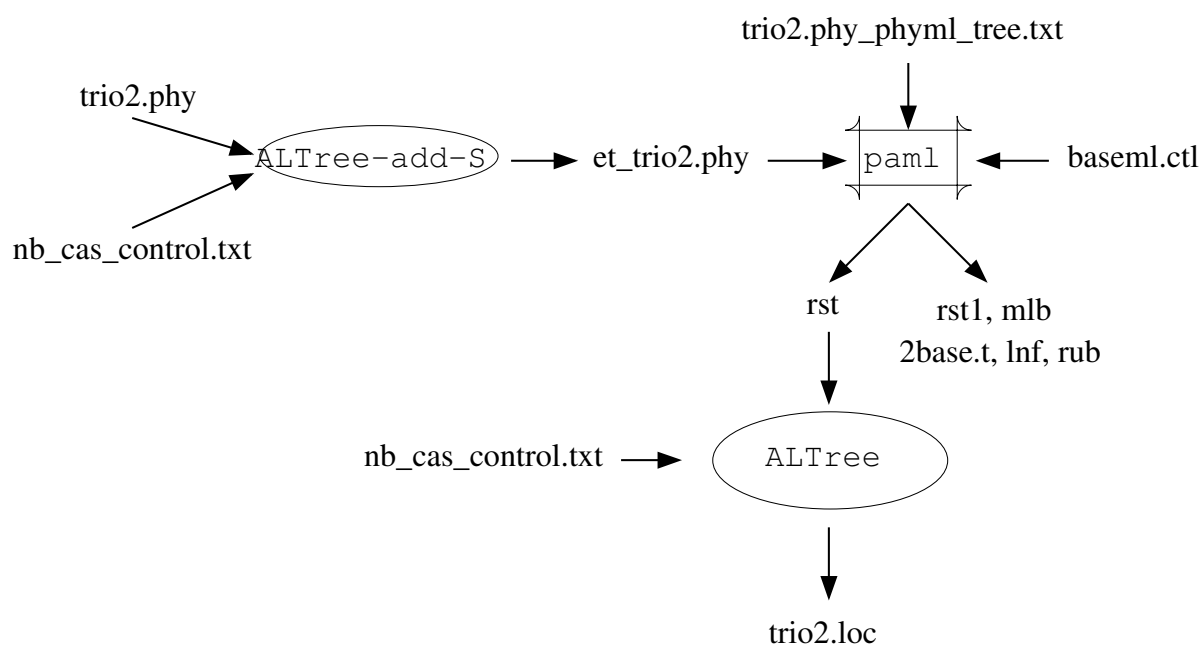 trio2.phy_phyml_tree.txt
trio2.phy
ALTree-add-S
et_trio2.phy
paml
baseml.ctl
nb_cas_control.txt
rst
rst1, mlb
2base.t, lnf, rub
nb_cas_control.txt
ALTree
trio2.loc